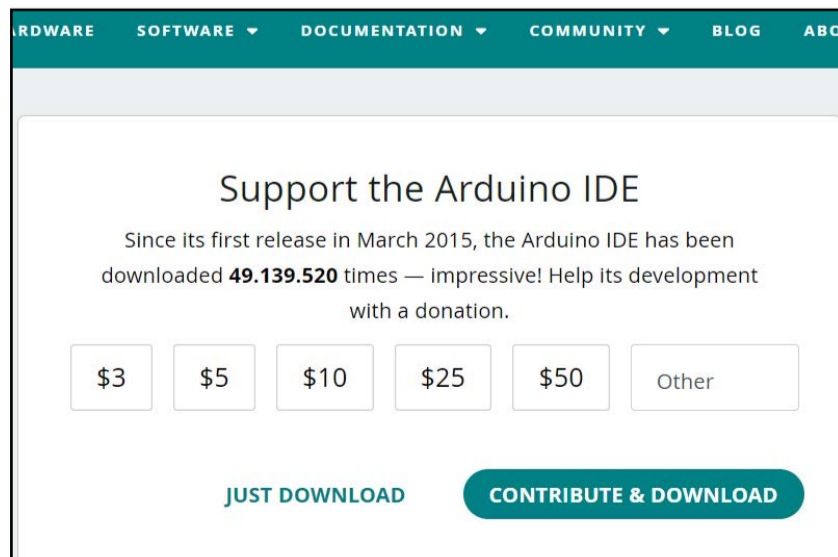 ARDWARE SOFTWARE DOCUMENTATION COMMUNITY BLOG ABO
Support the Arduino IDE
Since its first release in March 2015, the Arduino IDE has been
downloaded 49.139.520 times — impressive! Help its development
with a donation.
$3 $5 $10 $25 $50 Other
JUST DOWNLOAD CONTRIBUTE & DOWNLOAD